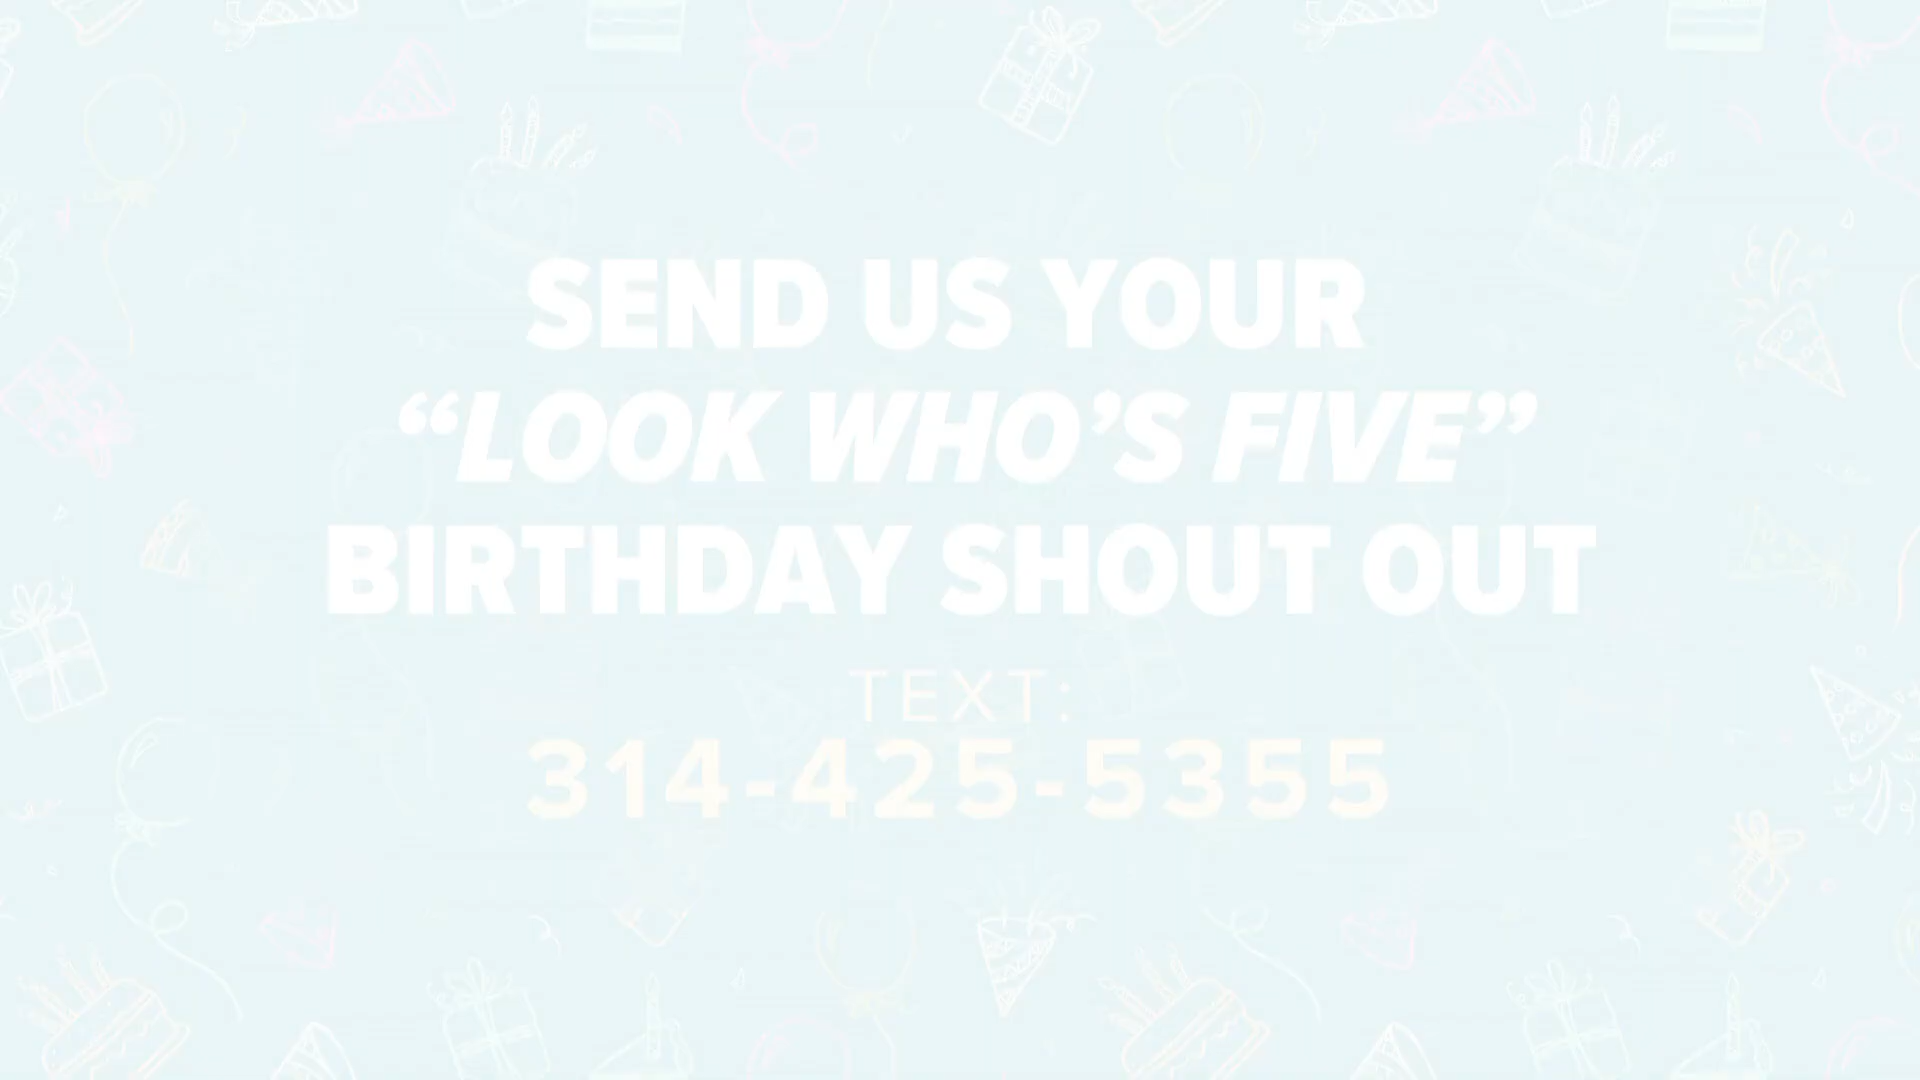 SEND US YOUR
“LOOK WHO’S FIVE”
BIRTHDAY SHOUT OUT
TEXT:
314-425-5355